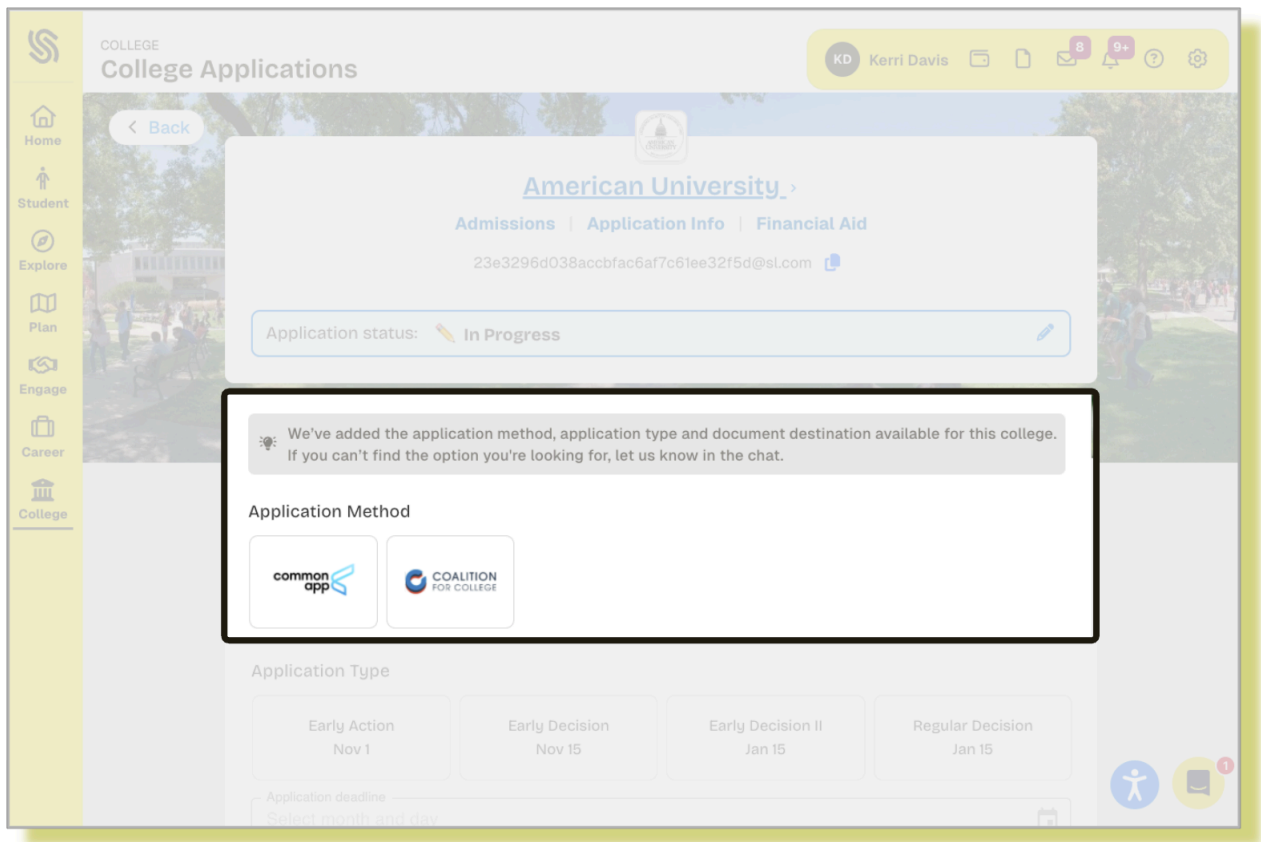 COLLEGE
College Applications
KD
Kerri Davis
8
9+
Home
Student
Explore
Plan
Engage
Career
College
Back
American University
Admissions | Application Info | Financial Aid
23e3296d038accbfac6af7c61ee32f5d@sl.com
Application status: In Progress
We've added the application method, application type and document destination available for this college.
If you can't find the option you're looking for, let us know in the chat.
Application Method
common
app
COALITION
FOR COLLEGE
Application Type
Early Action
Nov 1
Early Decision
Nov 15
Early Decision II
Jan 15
Regular Decision
Jan 15
Application deadline
Select month and day
1